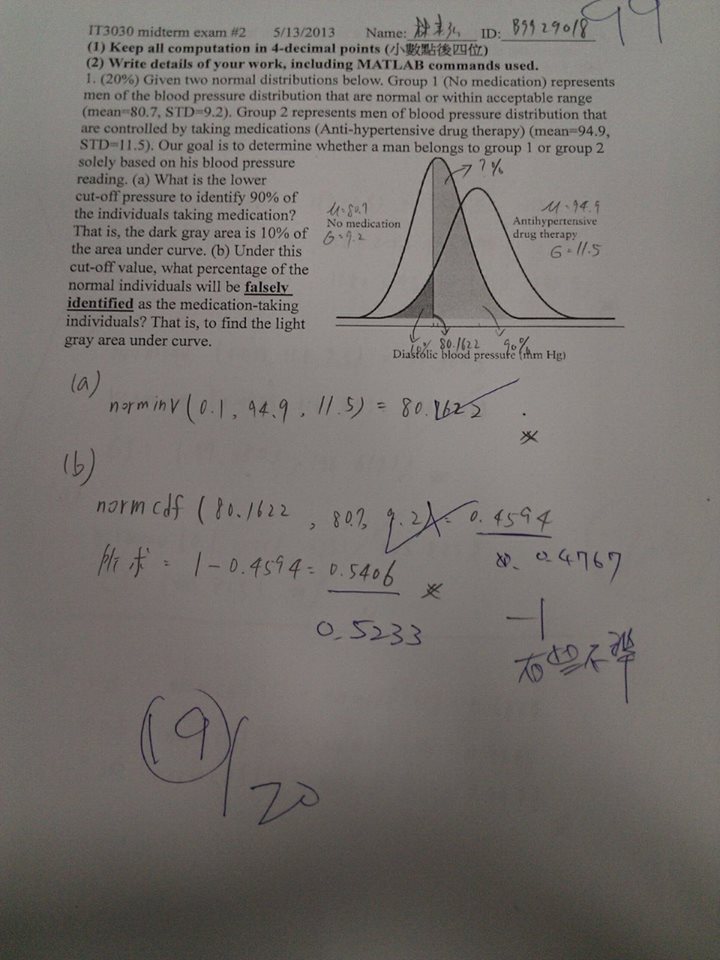 99
IT3030 midterm exam #2 5/13/2013 Name: ID: B9929018
(1) Keep all computation in 4-decimal points (小數點後四位)
(2) Write details of your work, including MATLAB commands used.
1. (20%) Given two normal distributions below. Group 1 (No medication) represents
men of the blood pressure distribution that are normal or within acceptable range
(mean=80.7, STD=9.2). Group 2 represents men of blood pressure distribution that
are controlled by taking medications (Anti-hypertensive drug therapy) (mean=94.9,
STD=11.5). Our goal is to determine whether a man belongs to group 1 or group 2
solely based on his blood pressure
reading. (a) What is the lower
cut-off pressure to identify 90% of
the individuals taking medication?
That is, the dark gray area is 10% of
the area under curve. (b) Under this
cut-off value, what percentage of the
normal individuals will be falsely
identified as the medication-taking
individuals? That is, to find the light
gray area under curve.
? %
μ=80.7
No medication
σ=9.2
μ=94.9
Antihypertensive
drug therapy
σ=11.5
10% 80.1622 90%
Diastolic blood pressure (mm Hg)
(a)
norminv (0.1, 94.9, 11.5) = 80.1622
(b)
normcdf (80.1622, 80.7, 9.2) = 0.4594
0.4767
所求 = 1-0.4594= 0.5406
0.5233
-1
有些不準
19/20